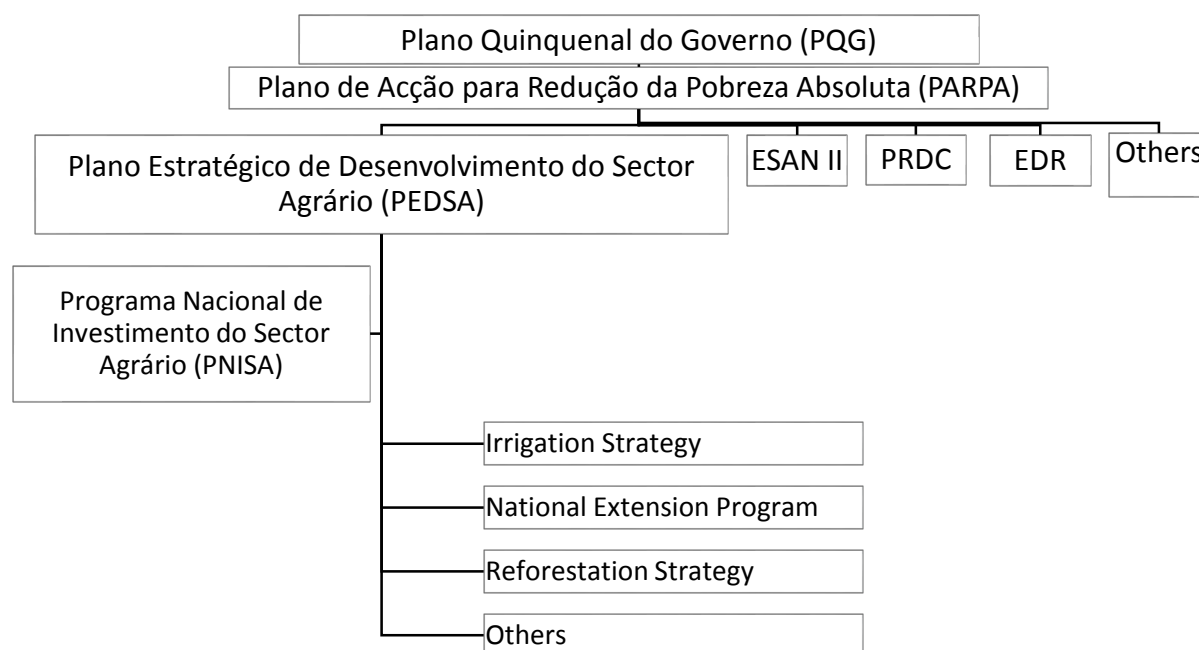 Plano Quinquenal do Governo (PQG)
Plano de Acção para Redução da Pobreza Absoluta (PARPA)
Plano Estratégico de Desenvolvimento do Sector
Agrário (PEDSA)
ESAN II
PRDC
EDR
Others
Programa Nacional de
Investimento do Sector
Agrário (PNISA)
Irrigation Strategy
National Extension Program
Reforestation Strategy
Others